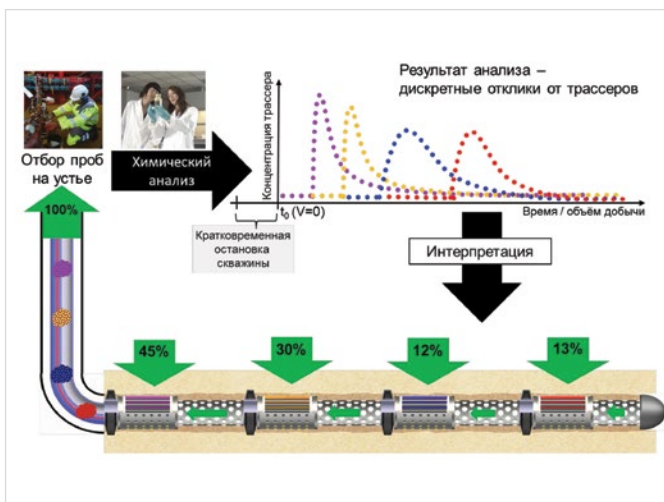 Отбор проб
на устье
Химический
анализ
Результат анализа –
дискретные отклики от трассеров
Концентрация трассера
t₀ (V=0)
Время / объём добычи
Кратковременная
остановка
скважины
Интерпретация
100%
45%
30%
12%
13%